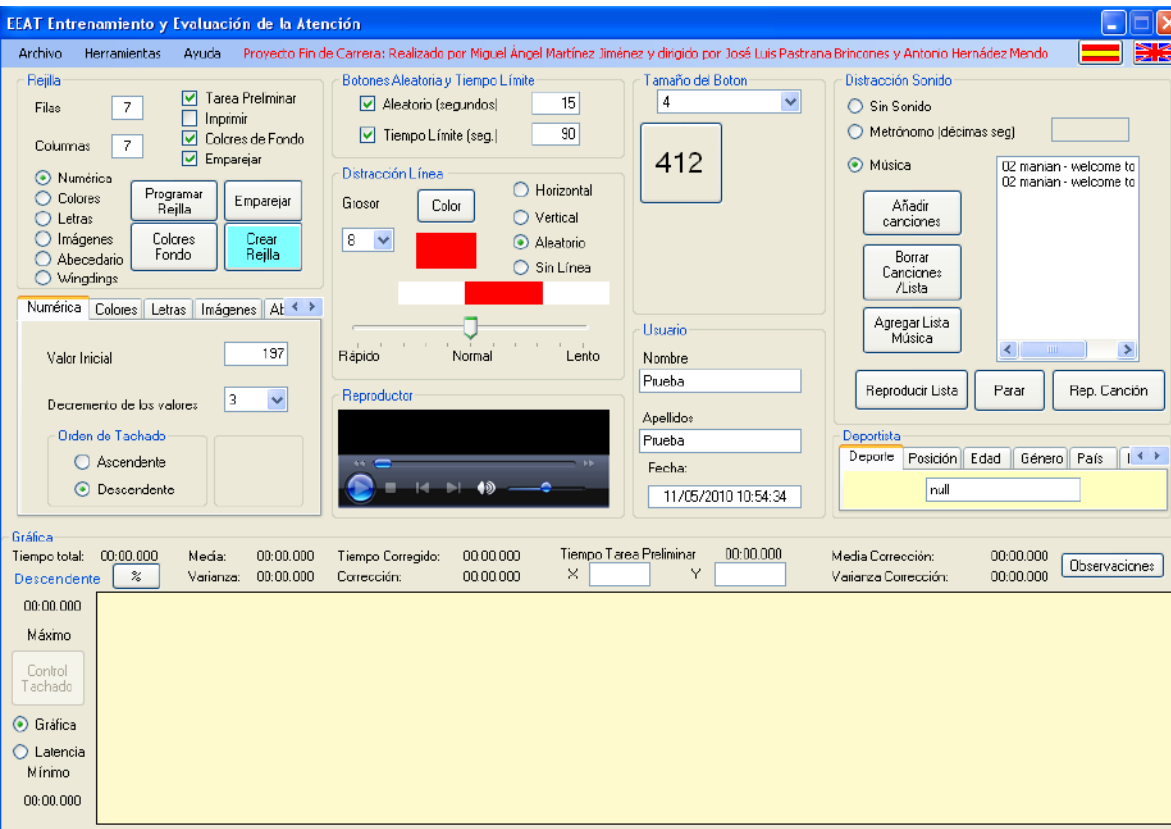 EEAT Entrenamiento y Evaluación de la Atención
Archivo Herramientas Ayuda Proyecto Fin de Carrera: Realizado por Miguel Ángel Martínez Jiménez y dirigido por José Luis Pastrana Brincones y Antonio Hernádez Mendo
Rejilla
Filas 7
Columnas 7
Tarea Prelminar
Imprimir
Colores de Fondo
Emparejar
Numérica
Colores
Letras
Imágenes
Abecedario
Wingdings
Programar Rejilla
Emparejar
Colores Fondo
Crear Rejilla
Numérica Colores Letras Imágenes
Valor Inicial 197
Decremento de los valores 3
Orden de Tachado
Ascendente
Descendente
Botones Aleatoria y Tiempo Límite
Aleatorio (segundos) 15
Tiempo Límite (seg.) 90
Distracción Línea
Grosor
Color
8
Horizontal
Vertical
Aleatorio
Sin Línea
Rápido Normal Lento
Reproductor
Tamaño del Boton
4
412
Usuario
Nombre
Prueba
Apellidos
Prueba
Fecha:
11/05/2010 10:54:34
Distracción Sonido
Sin Sonido
Metrónomo (décimas seg)
Música
02 manian - welcome to
02 manian - welcome to
Añadir canciones
Borrar Canciones /Lista
Agregar Lista Música
Reproducir Lista Parar Rep. Canción
Deportista
Deporte Posición Edad Género País
null
Gráfica
Tiempo total: 00:00.000 Media: 00:00.000 Tiempo Corregido: 00:00.000 Tiempo Tarea Preliminar 00:00.000 Media Corrección: 00:00.000 Observaciones
Descendente % Varianza: 00:00.000 Corrección: 00:00.000 X Y Varianza Corrección: 00:00.000
00:00.000
Máximo
Control Tachado
Gráfica
Latencia
Mínimo
00:00.000